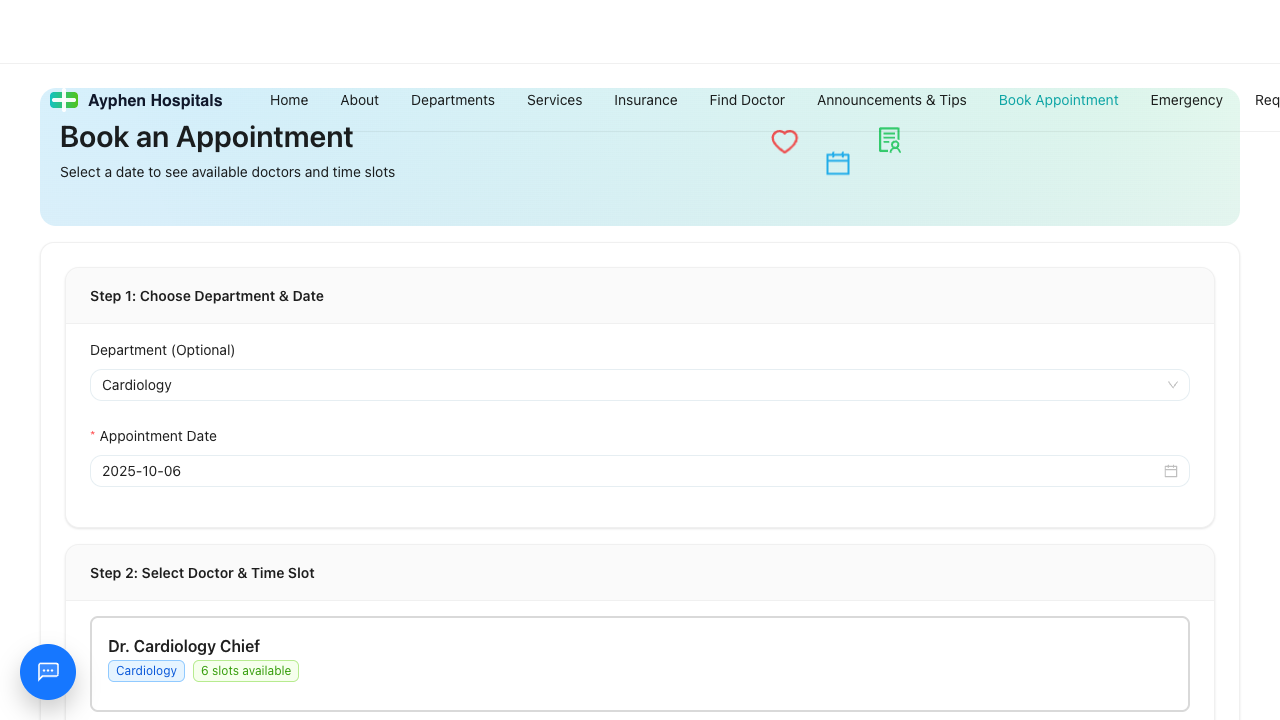 Ayphen Hospitals Home About Departments Services Insurance Find Doctor Announcements & Tips Book Appointment Emergency Req
Book an Appointment
Select a date to see available doctors and time slots
Step 1: Choose Department & Date
Department (Optional)
Cardiology
* Appointment Date
2025-10-06
Step 2: Select Doctor & Time Slot
Dr. Cardiology Chief
Cardiology 6 slots available